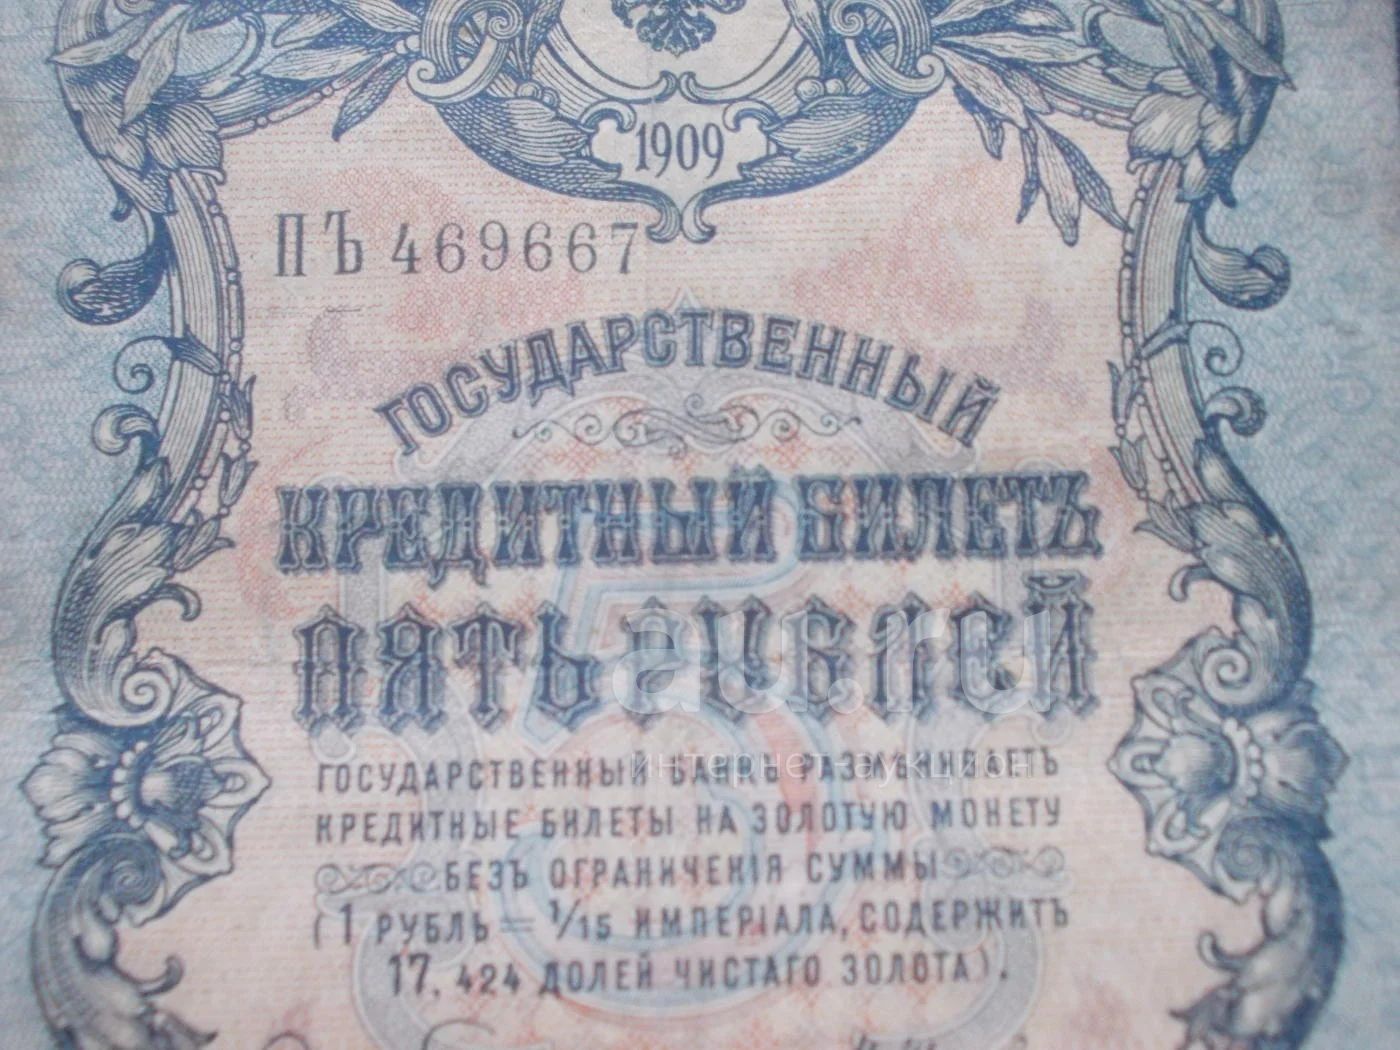 1909
ПЪ 469667
ГОСУДАРСТВЕННЫЙ
КРЕДИТНЫЙ БИЛЕТЪ
ПЯТЬ РУБЛЕЙ
5
au.ru
интернет-аукцион
ГОСУДАРСТВЕННЫЙ БАНКЪ РАЗМѢНИВАЕТЪ
КРЕДИТНЫЕ БИЛЕТЫ НА ЗОЛОТУЮ МОНЕТУ
БЕЗЪ ОГРАНИЧЕНІЯ СУММЫ
(1 РУБЛЬ = 1/15 ИМПЕРІАЛА, СОДЕРЖИТЪ
17, 424 ДОЛЕЙ ЧИСТАГО ЗОЛОТА).